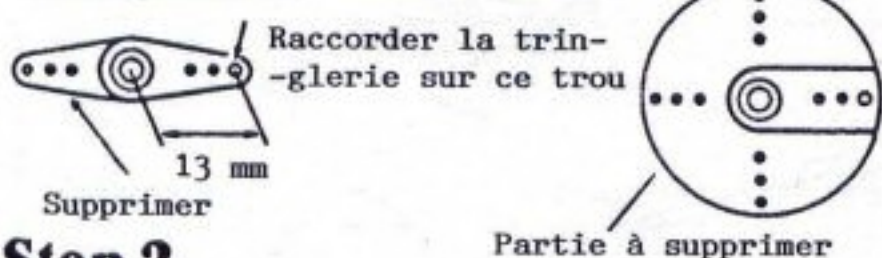 Raccorder la trin-
-glerie sur ce trou
13 mm
Supprimer
Partie à supprimer